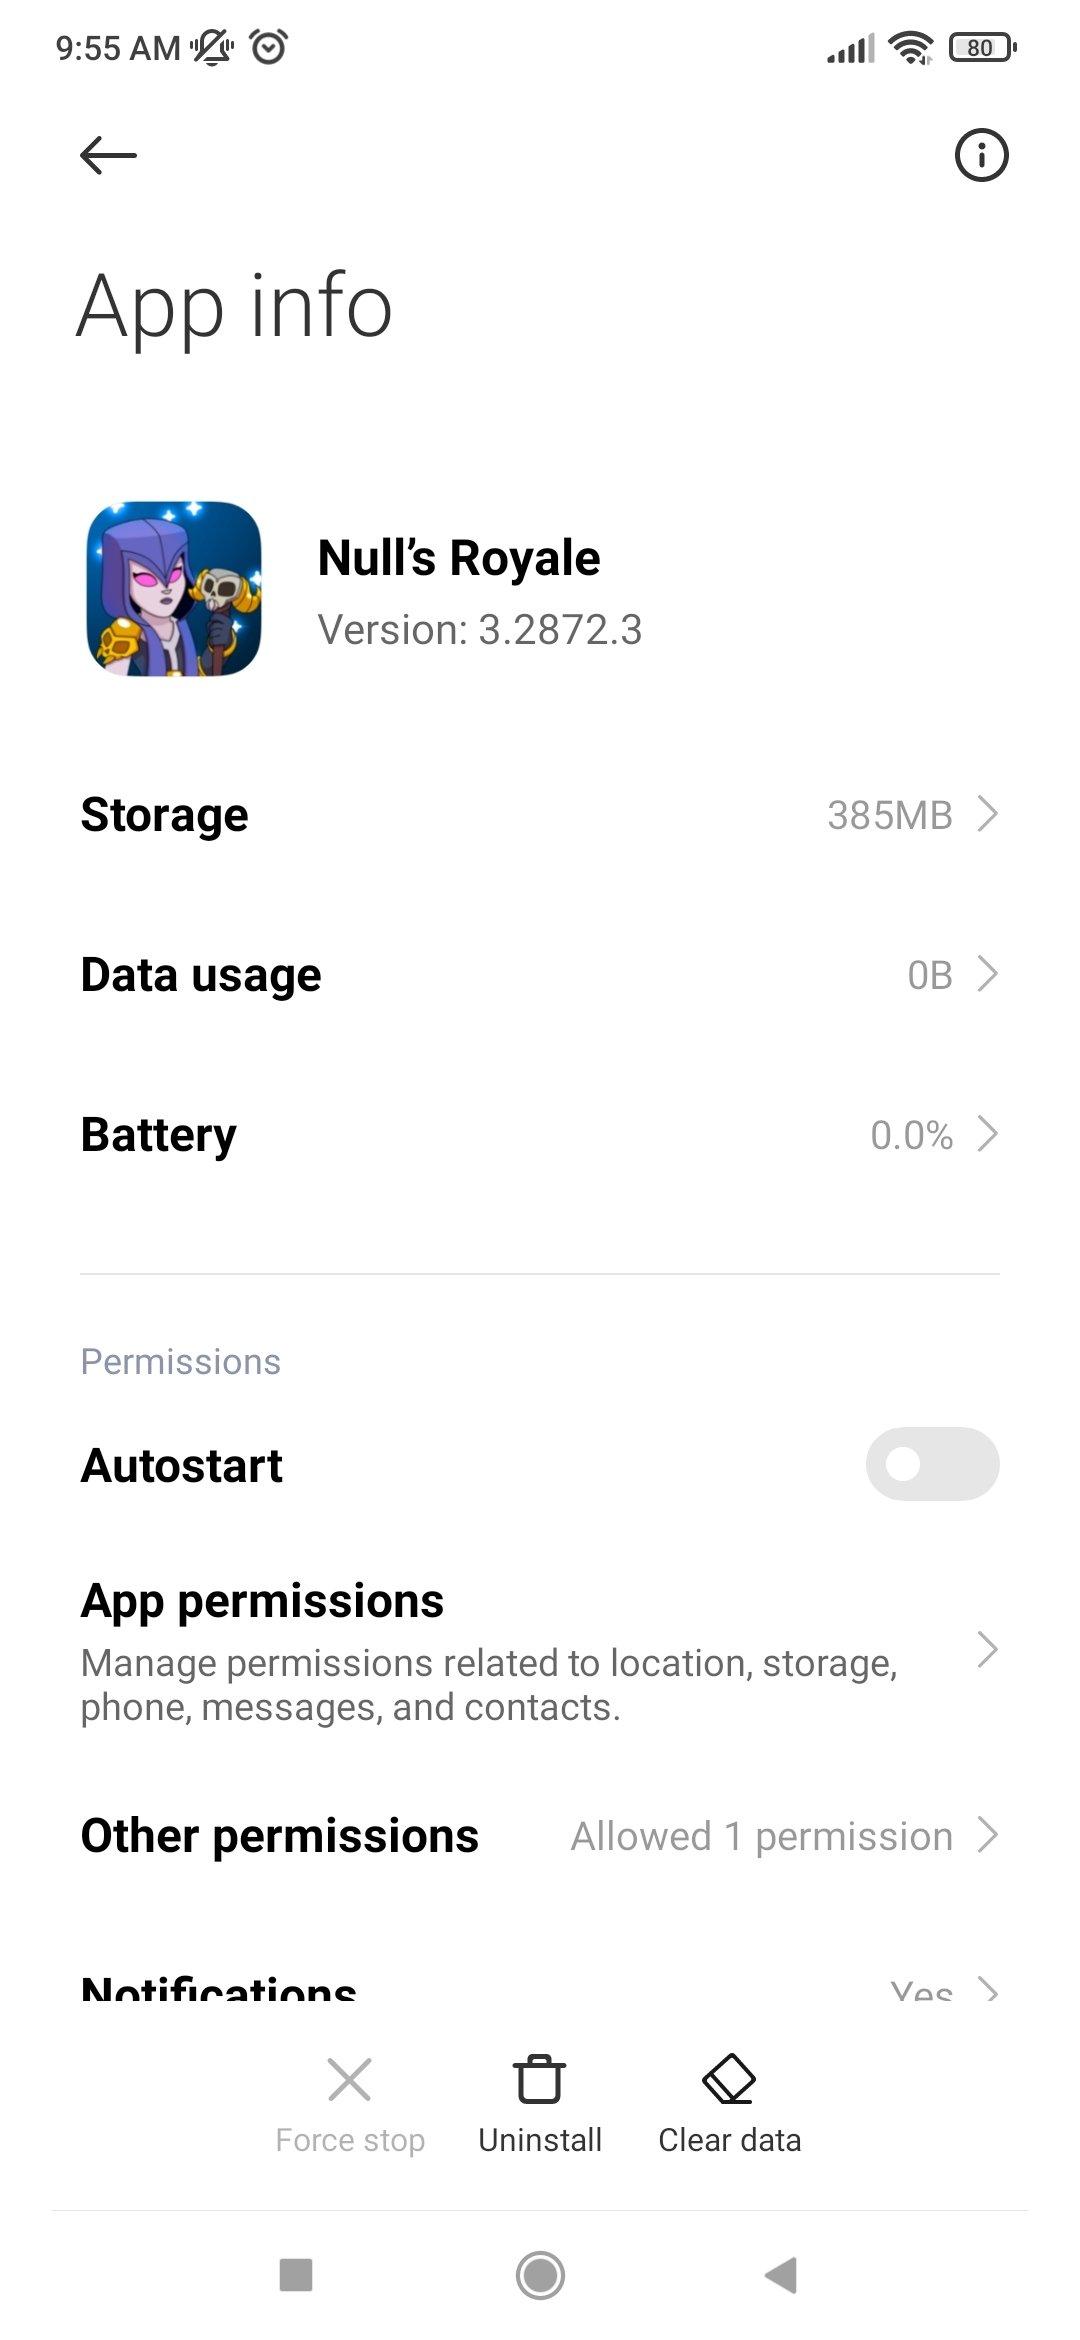 9:55 AM
80
App info
Null's Royale
Version: 3.2872.3
Storage
385MB
Data usage
0B
Battery
0.0%
Permissions
Autostart
App permissions
Manage permissions related to location, storage,
phone, messages, and contacts.
Other permissions
Allowed 1 permission
Notifications
Yes
Force stop
Uninstall
Clear data